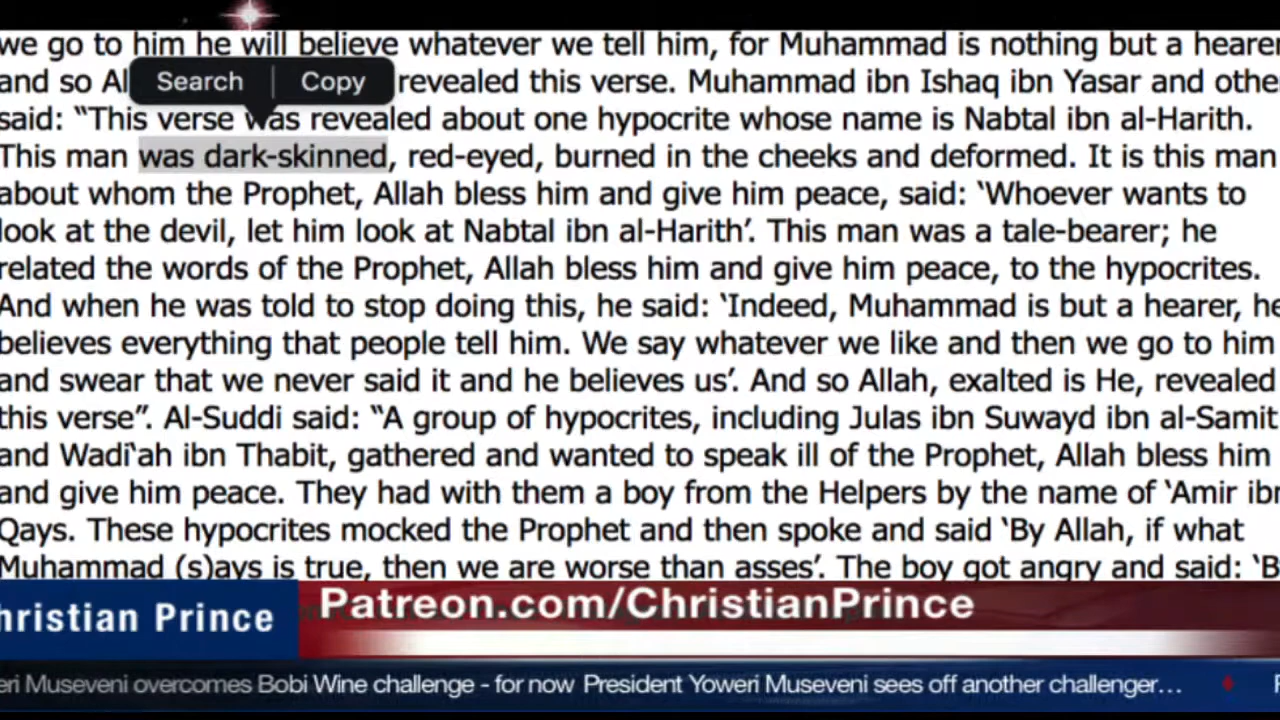 we go to him he will believe whatever we tell him, for Muhammad is nothing but a hearer
and so Al
Search
Copy
revealed this verse. Muhammad ibn Ishaq ibn Yasar and othe
said: “This verse was revealed about one hypocrite whose name is Nabtal ibn al-Harith.
This man was dark-skinned, red-eyed, burned in the cheeks and deformed. It is this man
about whom the Prophet, Allah bless him and give him peace, said: ‘Whoever wants to
look at the devil, let him look at Nabtal ibn al-Harith’. This man was a tale-bearer; he
related the words of the Prophet, Allah bless him and give him peace, to the hypocrites.
And when he was told to stop doing this, he said: ‘Indeed, Muhammad is but a hearer, he
believes everything that people tell him. We say whatever we like and then we go to him
and swear that we never said it and he believes us’. And so Allah, exalted is He, revealed
this verse”. Al-Suddi said: “A group of hypocrites, including Julas ibn Suwayd ibn al-Samit
and Wadi‘ah ibn Thabit, gathered and wanted to speak ill of the Prophet, Allah bless him
and give him peace. They had with them a boy from the Helpers by the name of ‘Amir ibn
Qays. These hypocrites mocked the Prophet and then spoke and said ‘By Allah, if what
Muhammad (s)ays is true, then we are worse than asses’. The boy got angry and said: ‘B
hristian Prince
Patreon.com/ChristianPrince
eri Museveni overcomes Bobi Wine challenge - for now President Yoweri Museveni sees off another challenger…